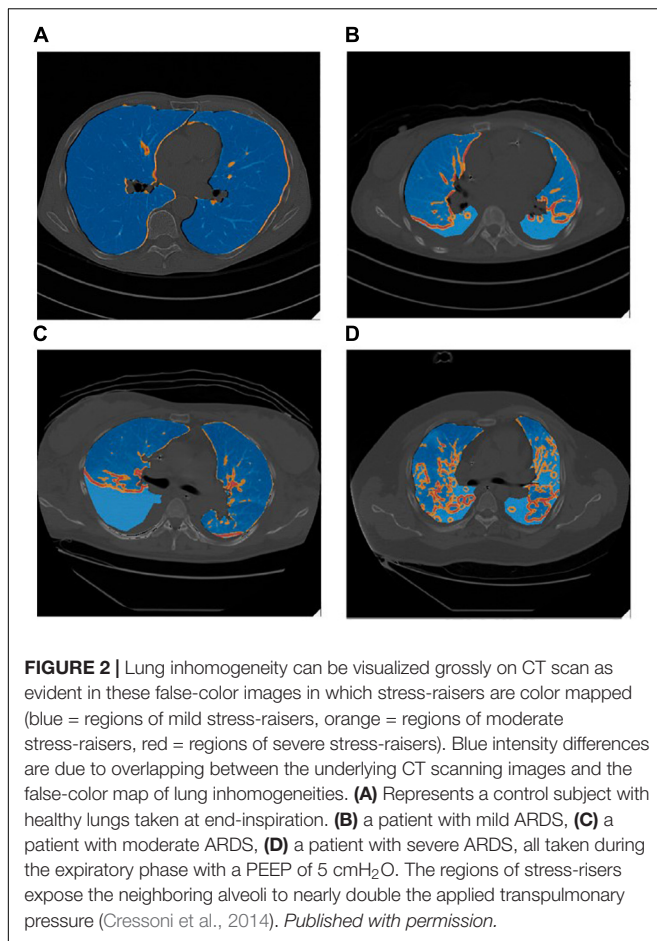 A
B
C
D
FIGURE 2 | Lung inhomogeneity can be visualized grossly on CT scan as
evident in these false-color images in which stress-raisers are color mapped
(blue = regions of mild stress-raisers, orange = regions of moderate
stress-raisers, red = regions of severe stress-raisers). Blue intensity differences
are due to overlapping between the underlying CT scanning images and the
false-color map of lung inhomogeneities. (A) Represents a control subject with
healthy lungs taken at end-inspiration. (B) a patient with mild ARDS, (C) a
patient with moderate ARDS, (D) a patient with severe ARDS, all taken during
the expiratory phase with a PEEP of 5 cmH₂O. The regions of stress-risers
expose the neighboring alveoli to nearly double the applied transpulmonary
pressure (Cressoni et al., 2014). Published with permission.